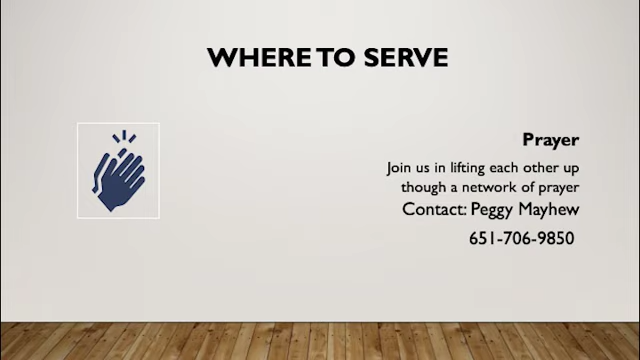 WHERE TO SERVE
Prayer
Join us in lifting each other up
though a network of prayer
Contact: Peggy Mayhew
651-706-9850